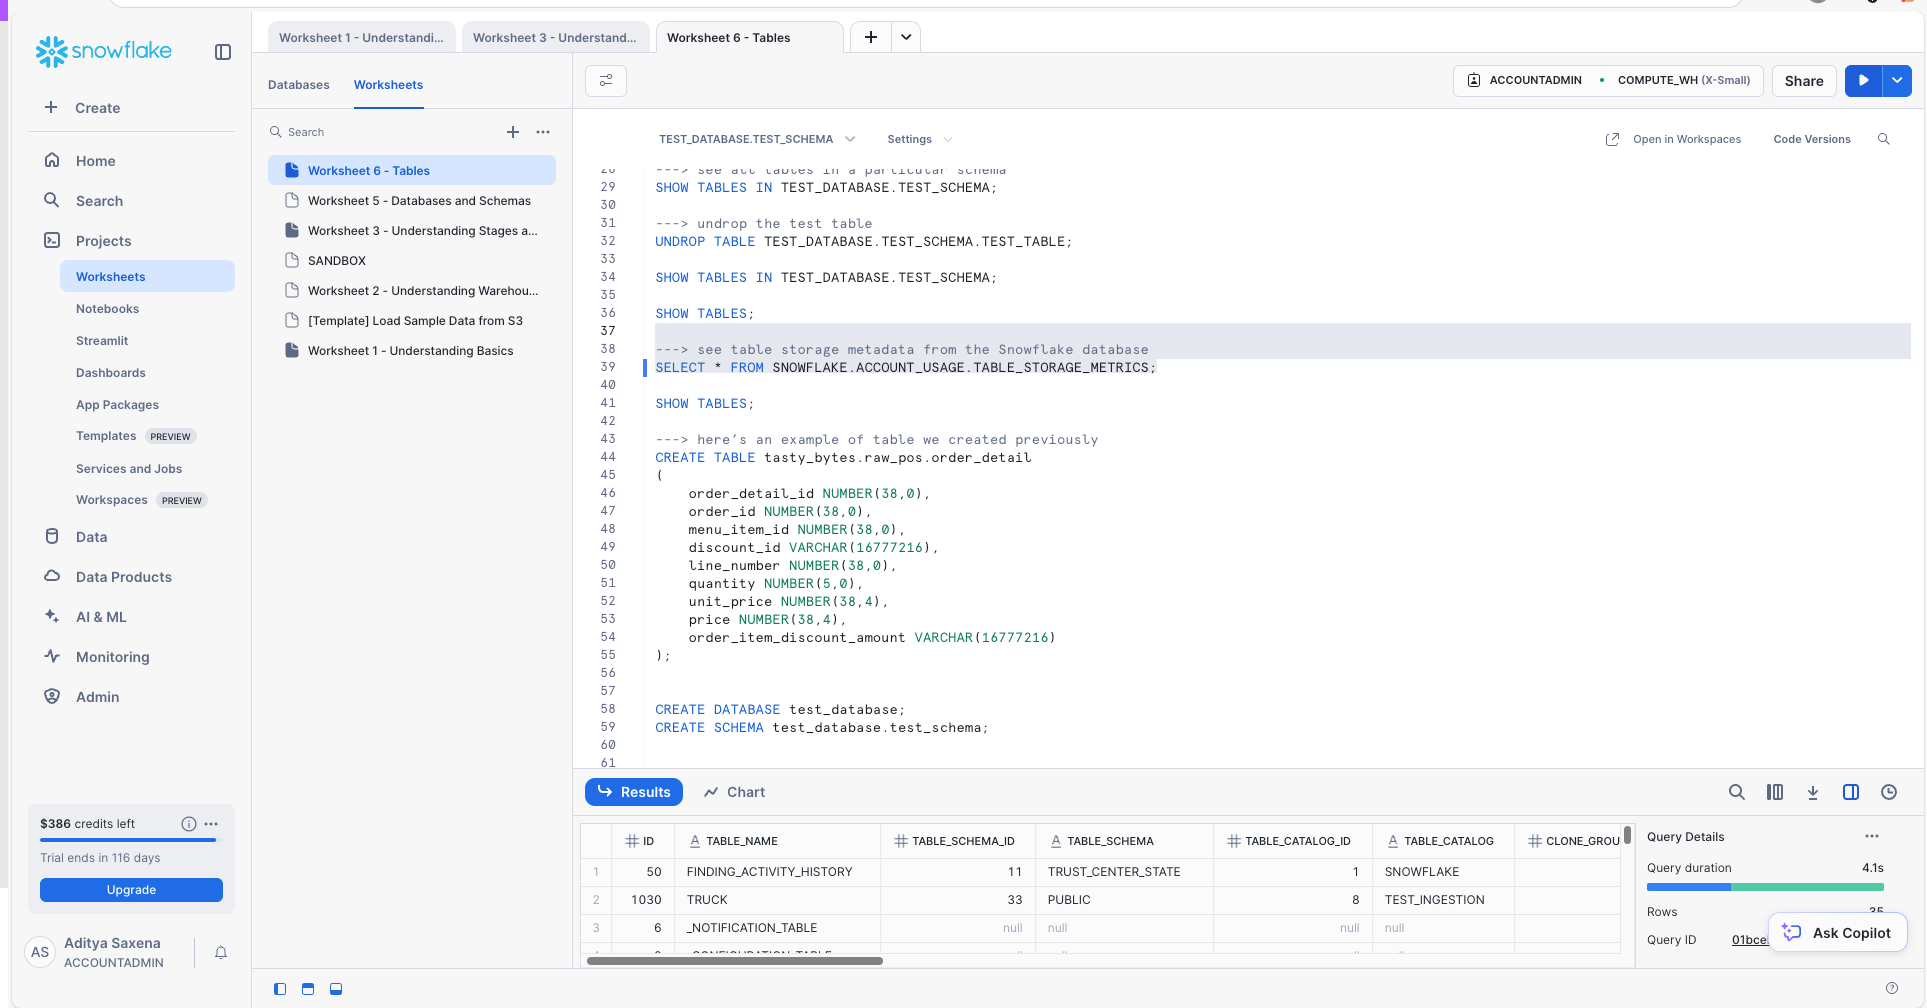 snowflake
Create
Home
Search
Projects
Worksheets
Notebooks
Streamlit
Dashboards
App Packages
Templates PREVIEW
Services and Jobs
Workspaces PREVIEW
Data
Data Products
AI & ML
Monitoring
Admin
$386 credits left
Trial ends in 116 days
Upgrade
AS
Aditya Saxena
ACCOUNTADMIN
Worksheet 1 - Understandi...
Worksheet 3 - Understand...
Worksheet 6 - Tables
Databases
Worksheets
Search
Worksheet 6 - Tables
Worksheet 5 - Databases and Schemas
Worksheet 3 - Understanding Stages a...
SANDBOX
Worksheet 2 - Understanding Warehou...
[Template] Load Sample Data from S3
Worksheet 1 - Understanding Basics
ACCOUNTADMIN
COMPUTE_WH (X-Small)
Share
TEST_DATABASE.TEST_SCHEMA
Settings
Open in Workspaces
Code Versions
28 ---> see all tables in a particular schema
29 SHOW TABLES IN TEST_DATABASE.TEST_SCHEMA;
30
31 ---> undrop the test table
32 UNDROP TABLE TEST_DATABASE.TEST_SCHEMA.TEST_TABLE;
33
34 SHOW TABLES IN TEST_DATABASE.TEST_SCHEMA;
35
36 SHOW TABLES;
37
38 ---> see table storage metadata from the Snowflake database
39 SELECT * FROM SNOWFLAKE.ACCOUNT_USAGE.TABLE_STORAGE_METRICS;
40
41 SHOW TABLES;
42
43 ---> here's an example of table we created previously
44 CREATE TABLE tasty_bytes.raw_pos.order_detail
45 (
46 order_detail_id NUMBER(38,0),
47 order_id NUMBER(38,0),
48 menu_item_id NUMBER(38,0),
49 discount_id VARCHAR(16777216),
50 line_number NUMBER(38,0),
51 quantity NUMBER(5,0),
52 unit_price NUMBER(38,4),
53 price NUMBER(38,4),
54 order_item_discount_amount VARCHAR(16777216)
55 );
56
57
58 CREATE DATABASE test_database;
59 CREATE SCHEMA test_database.test_schema;
60
61
Results
Chart
ID TABLE_NAME TABLE_SCHEMA_ID TABLE_SCHEMA TABLE_CATALOG_ID TABLE_CATALOG CLONE_GROU
1 50 FINDING_ACTIVITY_HISTORY 11 TRUST_CENTER_STATE 1 SNOWFLAKE
2 1030 TRUCK 33 PUBLIC 8 TEST_INGESTION
3 6 _NOTIFICATION_TABLE null null null null
Query Details
Query duration 4.1s
Rows 35
Query ID
Ask Copilot